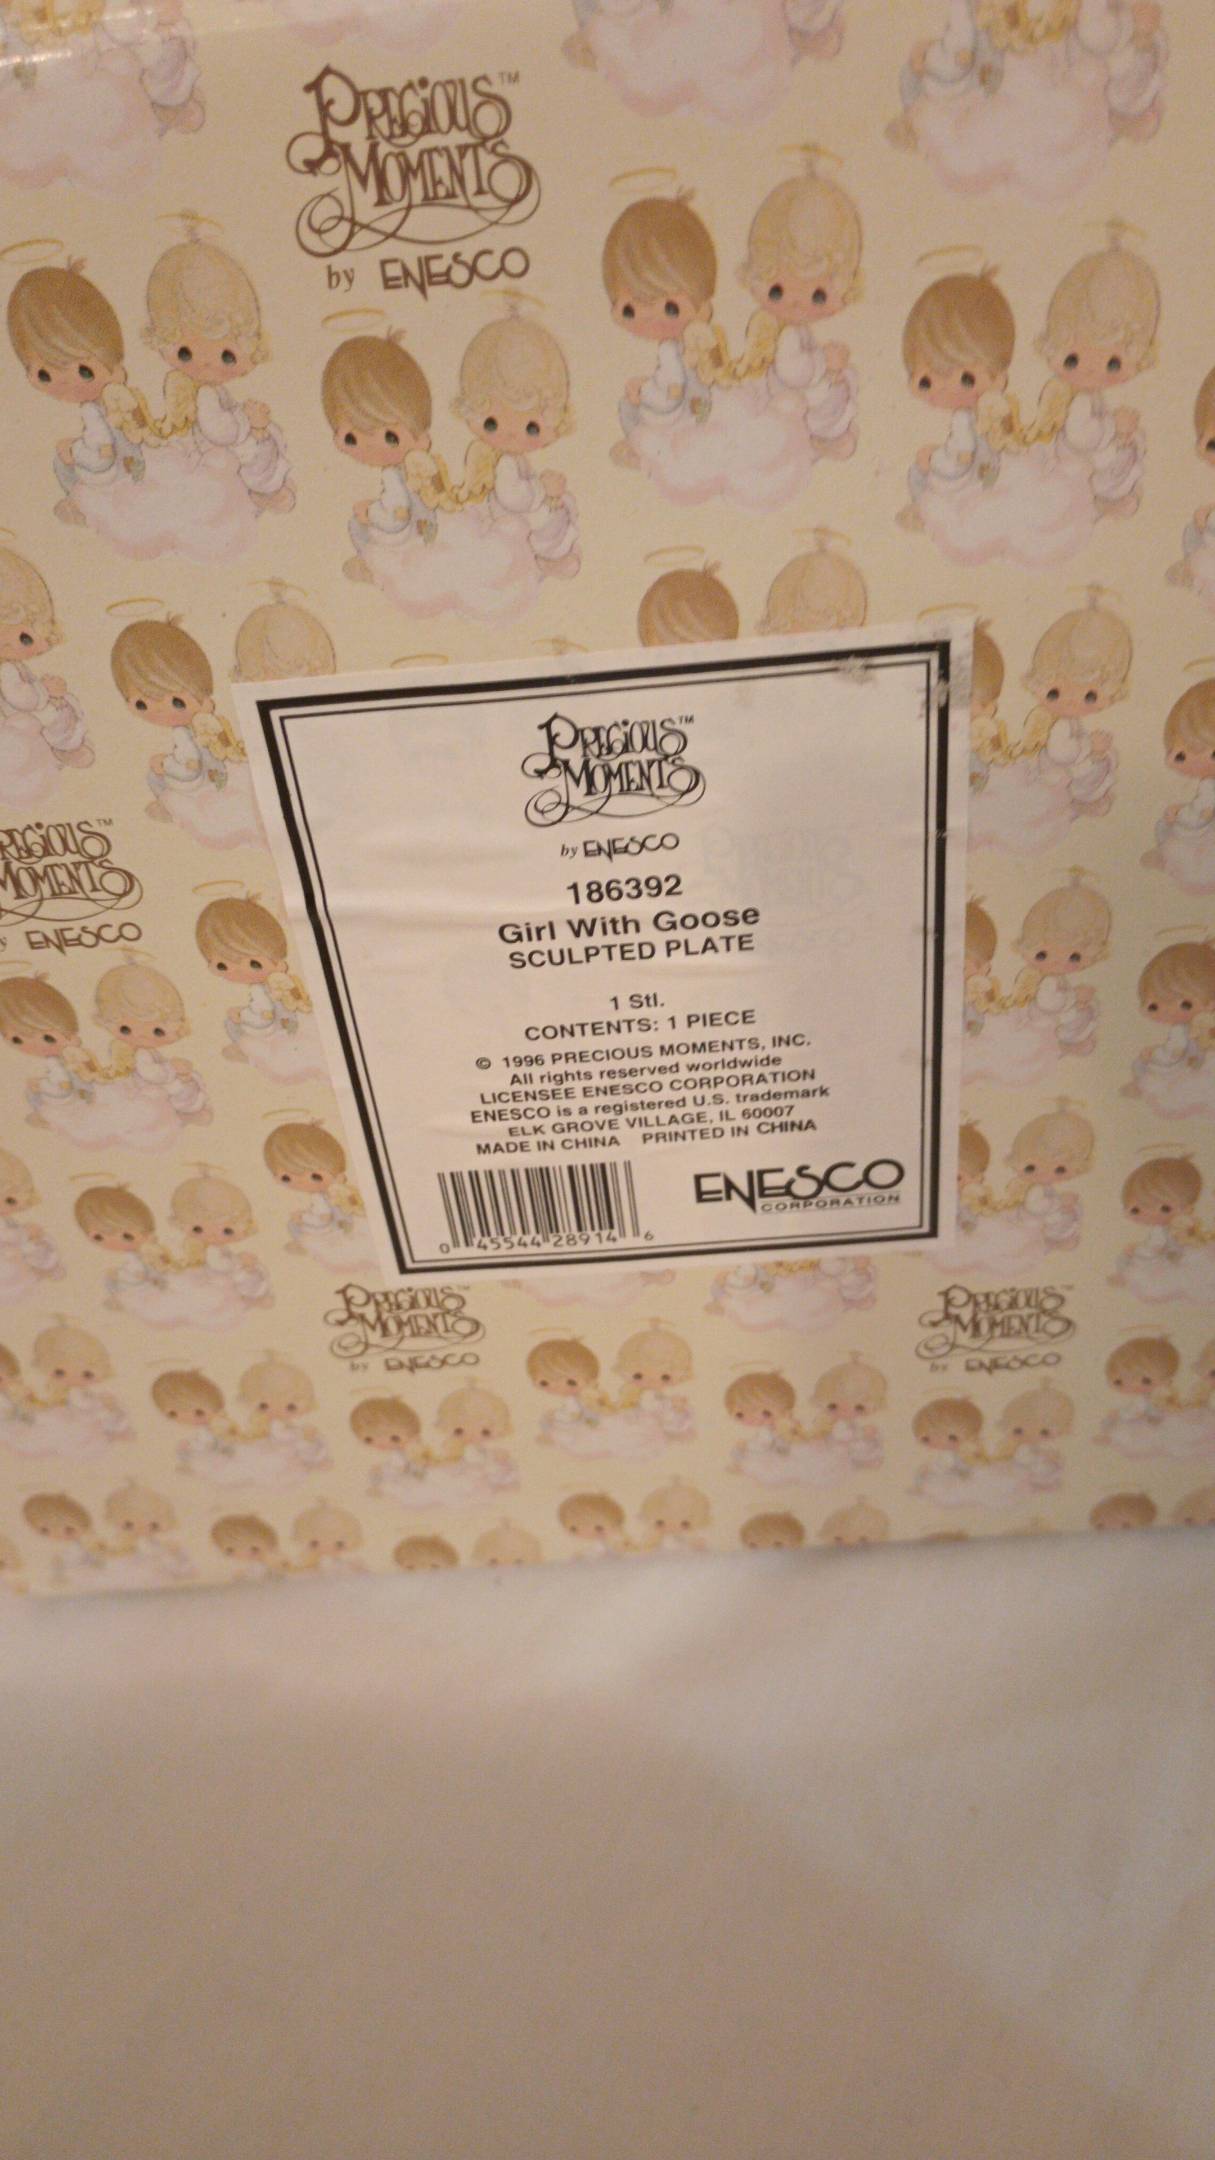 PRECIOUS™
MOMENTS
by ENESCO
PRECIOUS™
MOMENTS
by ENESCO
186392
Girl With Goose
SCULPTED PLATE
1 Stl.
CONTENTS: 1 PIECE
© 1996 PRECIOUS MOMENTS, INC.
All rights reserved worldwide
LICENSEE ENESCO CORPORATION
ENESCO is a registered U.S. trademark
ELK GROVE VILLAGE, IL 60007
MADE IN CHINA PRINTED IN CHINA
0 45544 28914 6
ENESCO
CORPORATION
RECIOUS™
MOMENTS
y ENESCO
PRECIOUS™
MOMENTS
by ENESCO
PRECIOUS™
MOMENTS
by ENESCO